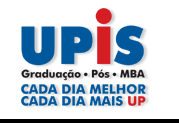 UPiS
Graduação • Pós • MBA
CADA DIA MELHOR
CADA DIA MAIS UP